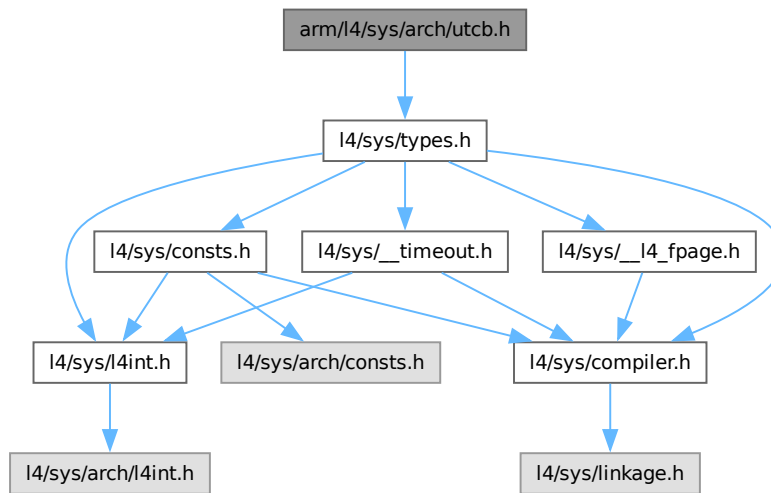 arm/l4/sys/arch/utcb.h
l4/sys/types.h
l4/sys/consts.h
l4/sys/__timeout.h
l4/sys/__l4_fpage.h
l4/sys/l4int.h
l4/sys/arch/consts.h
l4/sys/compiler.h
l4/sys/arch/l4int.h
l4/sys/linkage.h